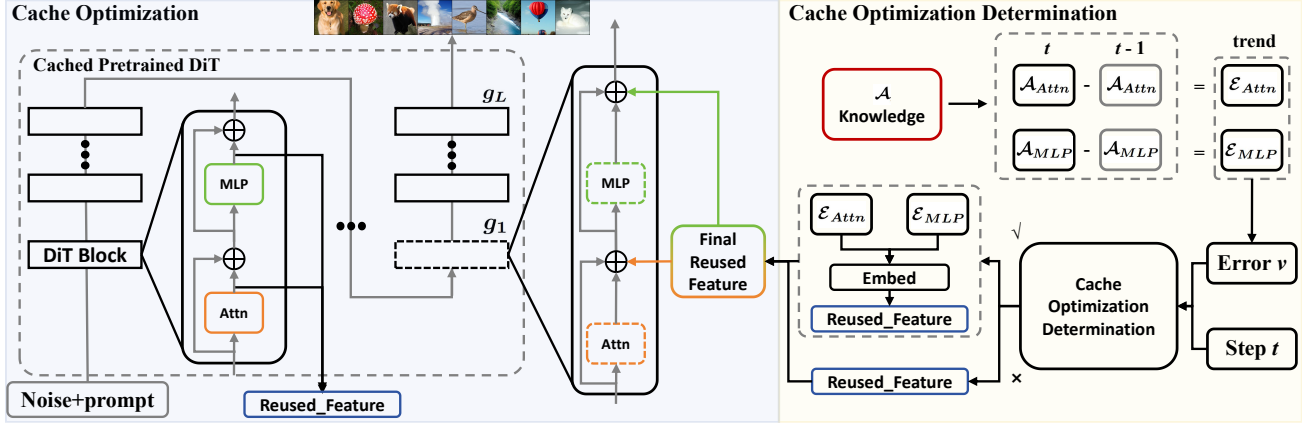 Cache Optimization
Cached Pretrained DiT
g_L
MLP
DiT Block
Attn
g_1
Noise+prompt
Reused_Feature
MLP
Attn
Final
Reused
Feature
Cache Optimization Determination
t
t - 1
trend
𝒜
Knowledge
𝒜_Attn - 𝒜_Attn = ℰ_Attn
𝒜_MLP - 𝒜_MLP = ℰ_MLP
ℰ_Attn
ℰ_MLP
Embed
Reused_Feature
√
Cache
Optimization
Determination
Error v
Step t
Reused_Feature
×